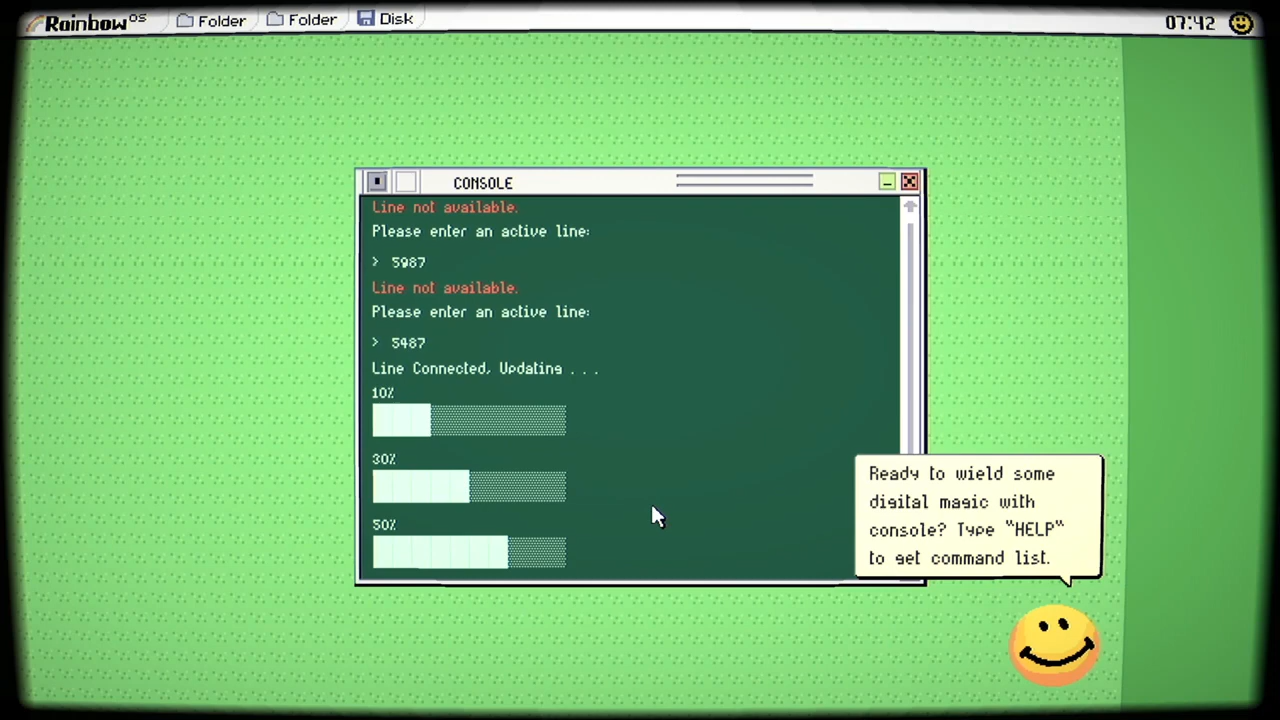 Rainbow OS
Folder
Folder
Disk
07:42
CONSOLE
Line not available.
Please enter an active line:
> 5987
Line not available.
Please enter an active line:
> 5487
Line Connected, Updating . . .
10%
30%
50%
Ready to wield some
digital magic with
console? Type "HELP"
to get command list.